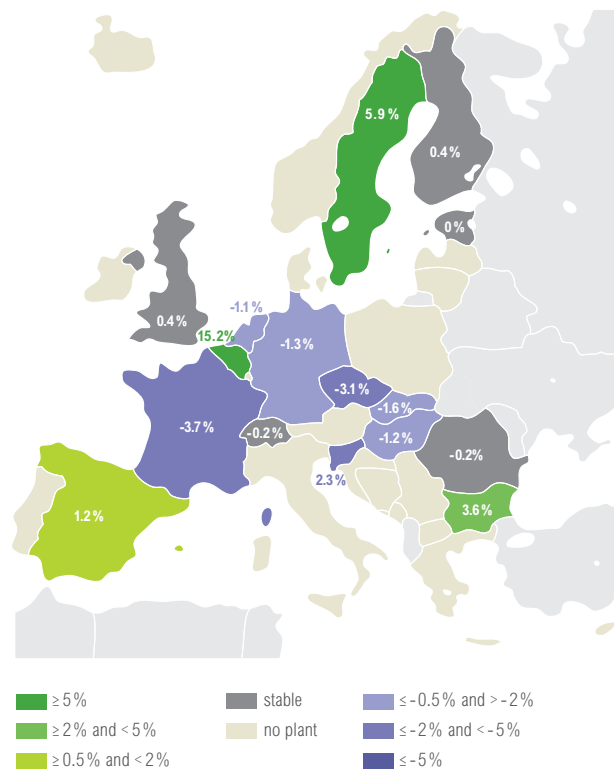 5.9 %
0.4 %
0 %
0.4 %
-1.1 %
15.2%
-1.3 %
-3.1 %
-1.6 %
-3.7 %
-0.2 %
-1.2 %
-0.2 %
2.3 %
1.2 %
3.6 %
≥ 5 %
≥ 2 % and < 5 %
≥ 0.5 % and < 2 %
stable
no plant
≤ -0.5 % and > -2 %
≤ -2 % and < -5 %
≤ -5 %